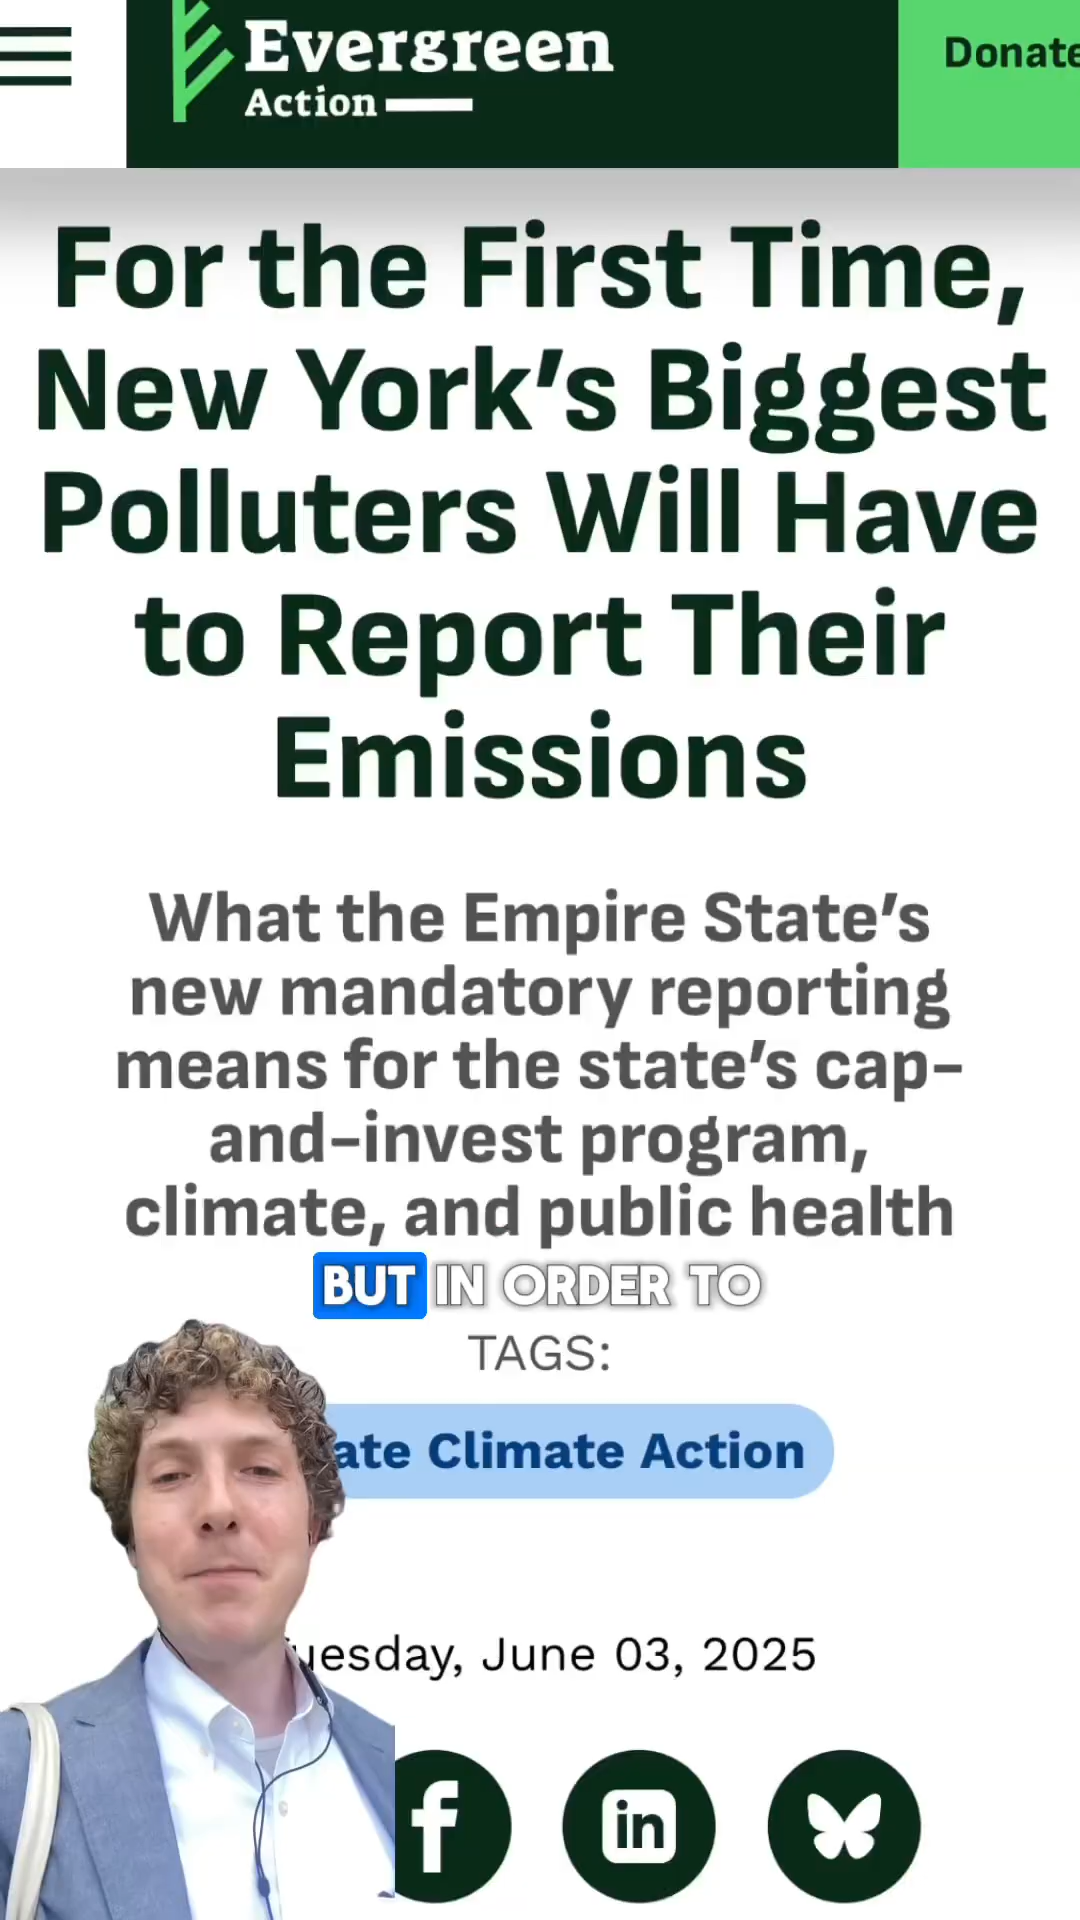 Evergreen
Action
Donate
For the First Time,
New York’s Biggest
Polluters Will Have
to Report Their
Emissions
What the Empire State’s
new mandatory reporting
means for the state’s cap-
and-invest program,
climate, and public health
BUT IN ORDER TO
TAGS:
ate Climate Action
uesday, June 03, 2025
f
in